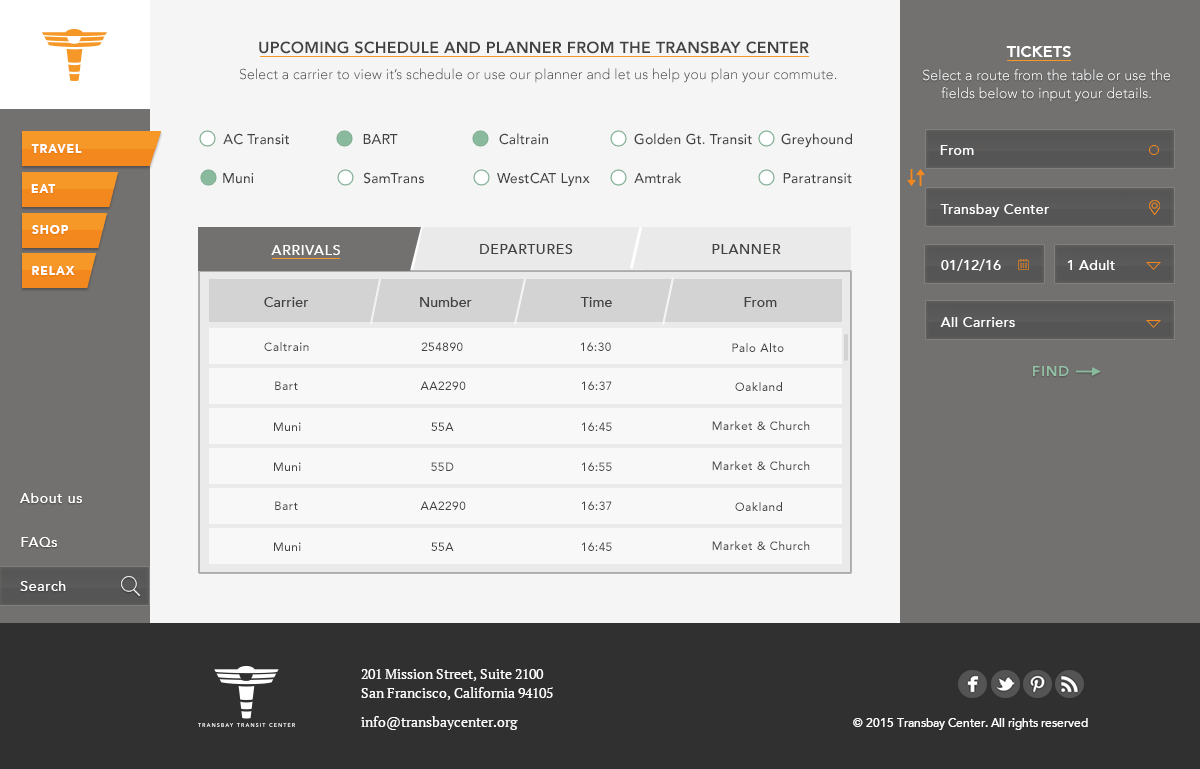 TRAVEL
EAT
SHOP
RELAX
About us
FAQs
Search
UPCOMING SCHEDULE AND PLANNER FROM THE TRANSBAY CENTER
Select a carrier to view it's schedule or use our planner and let us help you plan your commute.
AC Transit BART Caltrain Golden Gt. Transit Greyhound
Muni SamTrans WestCAT Lynx Amtrak Paratransit
ARRIVALS DEPARTURES PLANNER
Carrier Number Time From
Caltrain 254890 16:30 Palo Alto
Bart AA2290 16:37 Oakland
Muni 55A 16:45 Market & Church
Muni 55D 16:55 Market & Church
Bart AA2290 16:37 Oakland
Muni 55A 16:45 Market & Church
TICKETS
Select a route from the table or use the
fields below to input your details.
From
Transbay Center
01/12/16 1 Adult
All Carriers
FIND
TRANSBAY TRANSIT CENTER
201 Mission Street, Suite 2100
San Francisco, California 94105
info@transbaycenter.org
© 2015 Transbay Center. All rights reserved